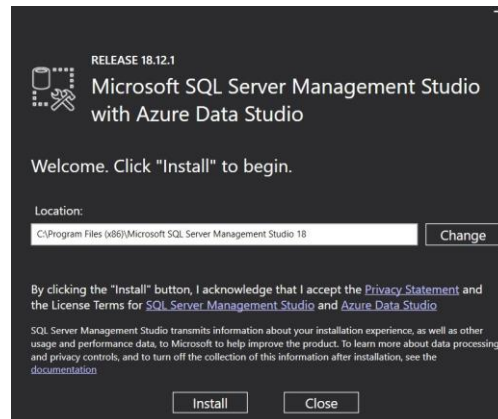 RELEASE 18.12.1
Microsoft SQL Server Management Studio
with Azure Data Studio
Welcome. Click "Install" to begin.
Location:
C:\Program Files (x86)\Microsoft SQL Server Management Studio 18
Change
By clicking the "Install" button, I acknowledge that I accept the Privacy Statement and
the License Terms for SQL Server Management Studio and Azure Data Studio
SQL Server Management Studio transmits information about your installation experience, as well as other
usage and performance data, to Microsoft to help improve the product. To learn more about data processing
and privacy controls, and to turn off the collection of this information after installation, see the
documentation
Install Close